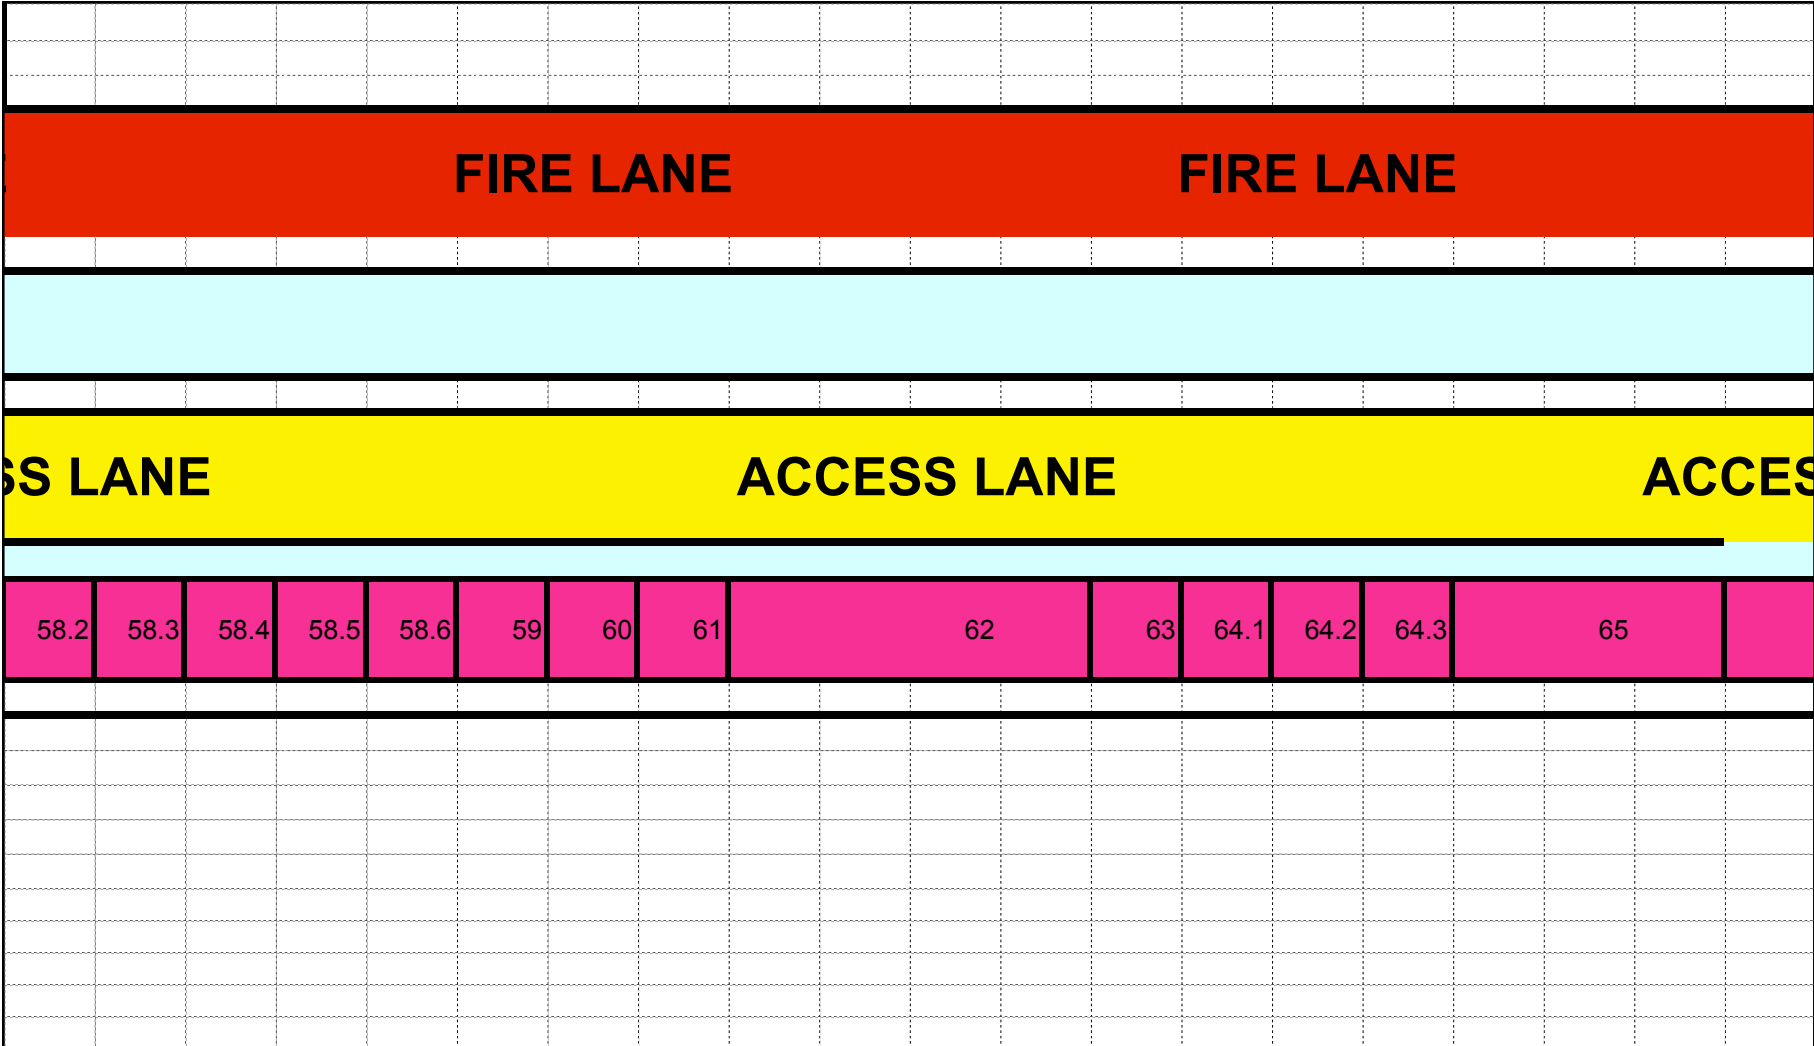 FIRE LANE FIRE LANE
SS LANE ACCESS LANE ACCES
58.2 58.3 58.4 58.5 58.6 59 60 61 62 63 64.1 64.2 64.3 65